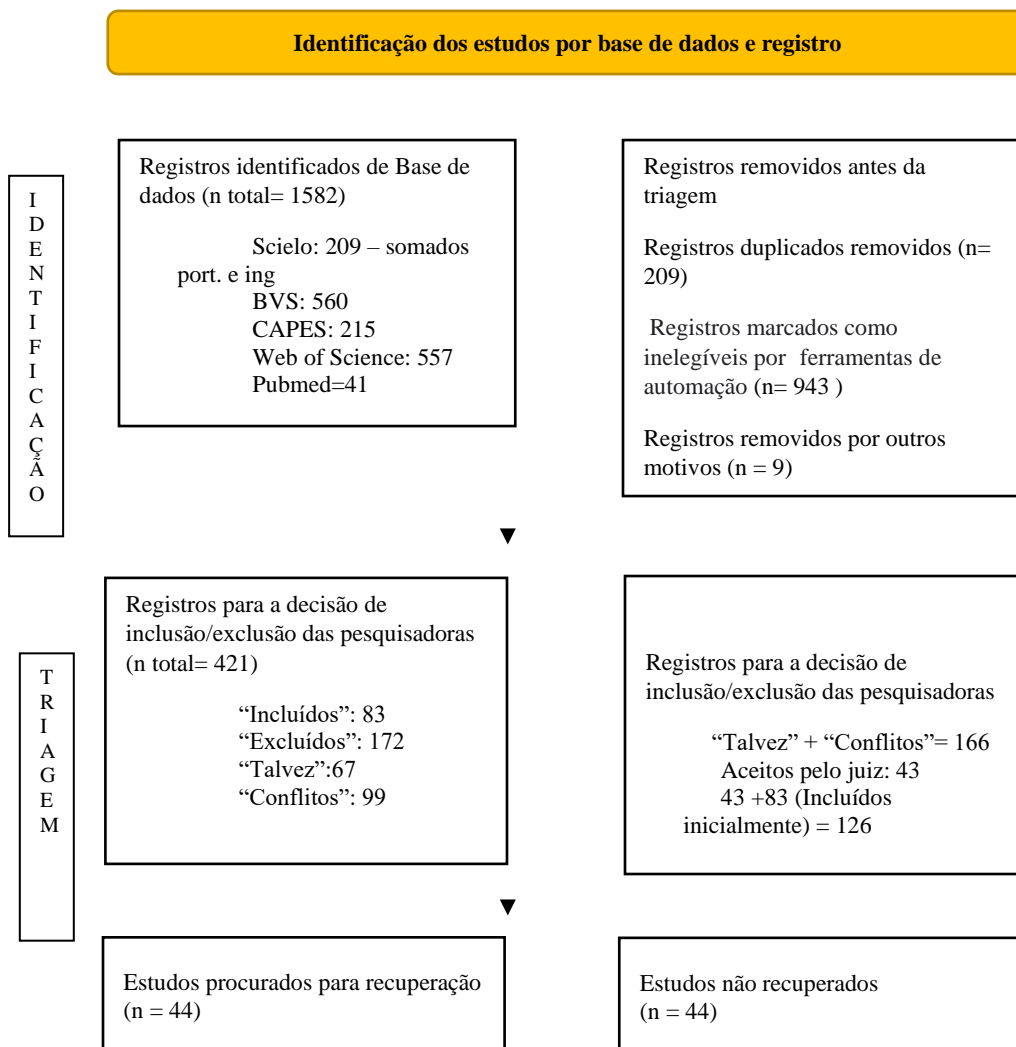 Identificação dos estudos por base de dados e registro
IDENTIFICAÇÃO
Registros identificados de Base de
dados (n total= 1582)
Scielo: 209 – somados
port. e ing
BVS: 560
CAPES: 215
Web of Science: 557
Pubmed=41
Registros removidos antes da
triagem
Registros duplicados removidos (n=
209)
Registros marcados como
inelegíveis por ferramentas de
automação (n= 943 )
Registros removidos por outros
motivos (n = 9)
TRIAGEM
Registros para a decisão de
inclusão/exclusão das pesquisadoras
(n total= 421)
“Incluídos”: 83
“Excluídos”: 172
“Talvez”:67
“Conflitos”: 99
Registros para a decisão de
inclusão/exclusão das pesquisadoras
“Talvez” + “Conflitos”= 166
Aceitos pelo juiz: 43
43 +83 (Incluídos
inicialmente) = 126
Estudos procurados para recuperação
(n = 44)
Estudos não recuperados
(n = 44)